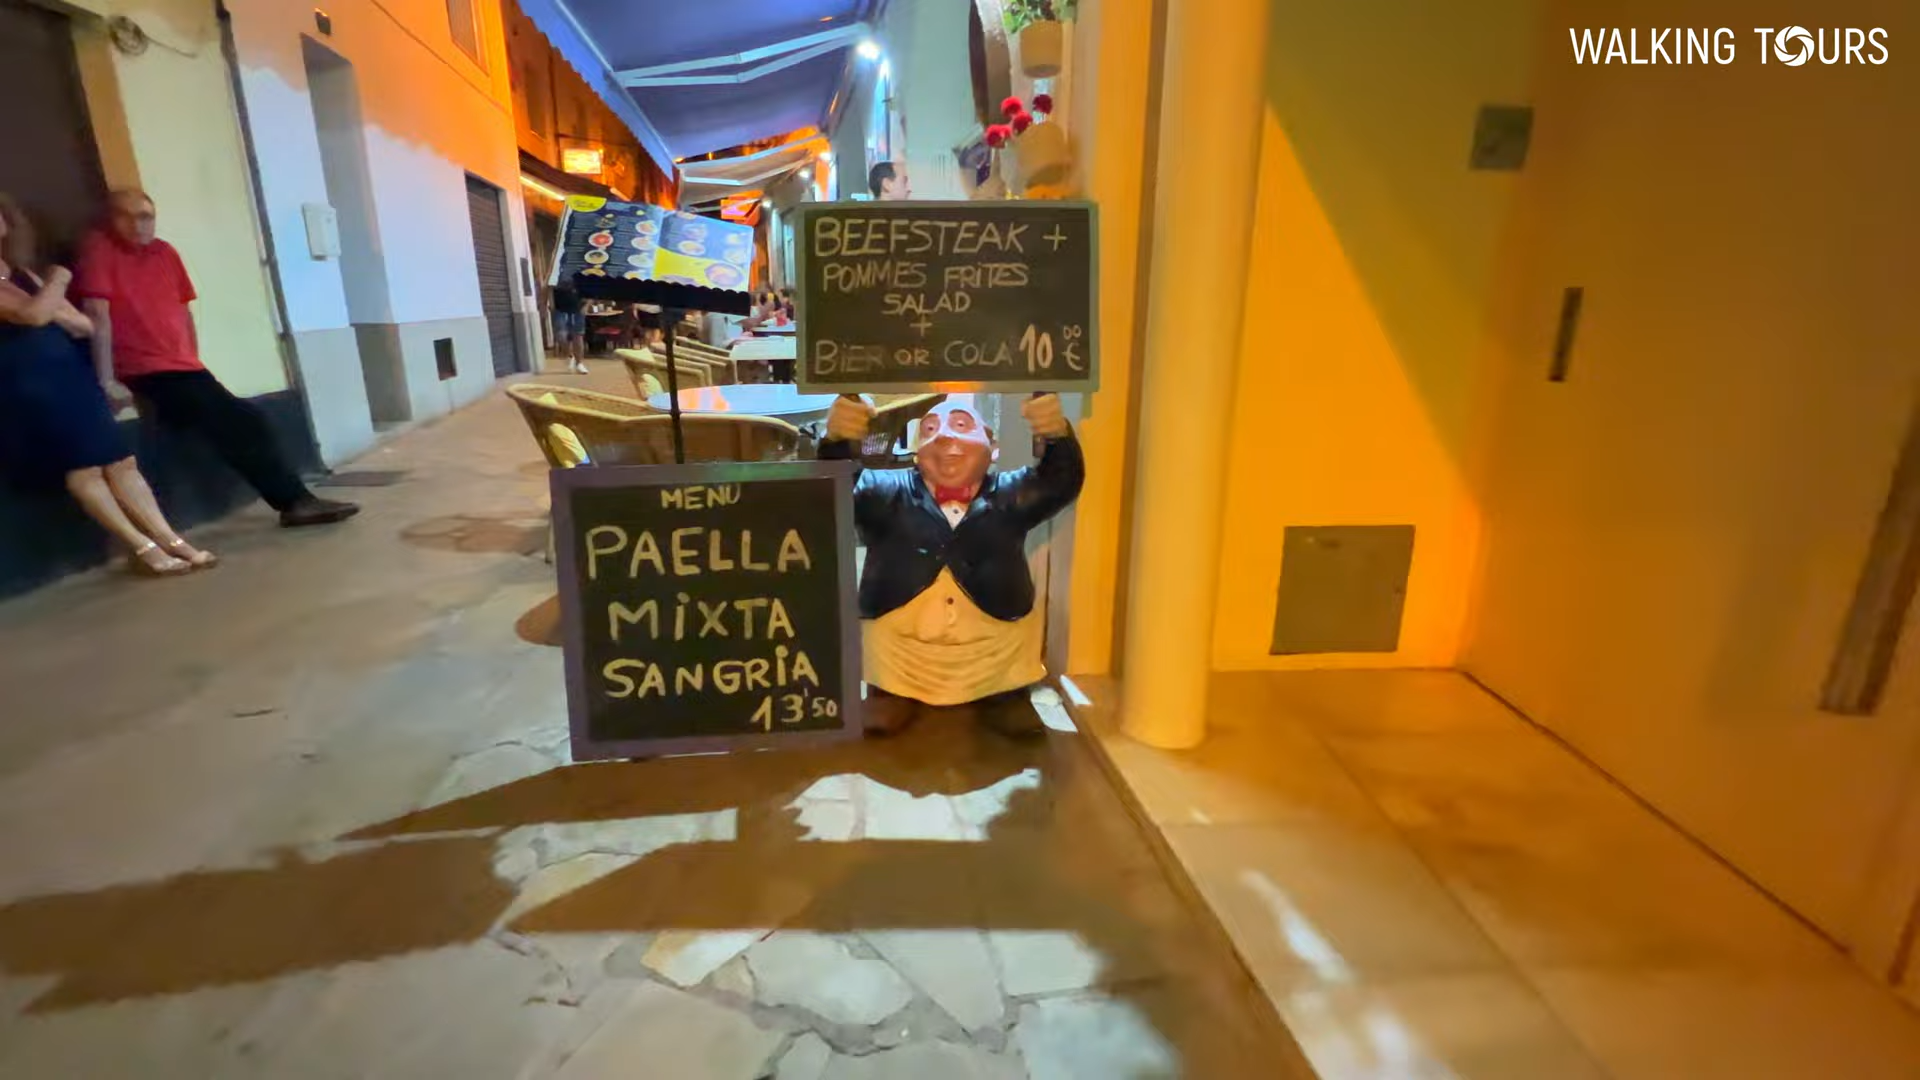 WALKING TOURS
BEEFSTEAK +
POMMES FRITES
SALAD
+
BIER OR COLA 10 00 €
MENU
PAELLA
MiXTA
SANGRiA
13'50